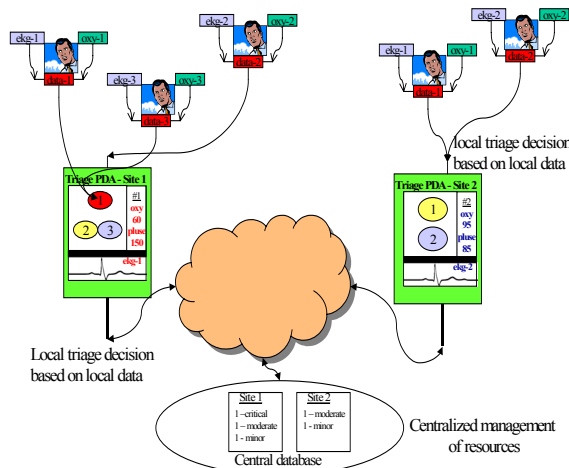 ekg-1
oxy-1
data-1
ekg-2
oxy-2
data-2
ekg-3
oxy-3
data-3
ekg-1
oxy-1
data-1
ekg-2
oxy-2
data-2
local triage decision
based on local data
Triage PDA - Site 1
1
2
3
#1
oxy
60
pluse
150
ekg-1
Triage PDA - Site 2
1
2
#2
oxy
95
pluse
85
ekg-2
Local triage decision
based on local data
Site 1
1 –critical
1 – moderate
1 - minor
Site 2
1 – moderate
1 - minor
Central database
Centralized management
of resources